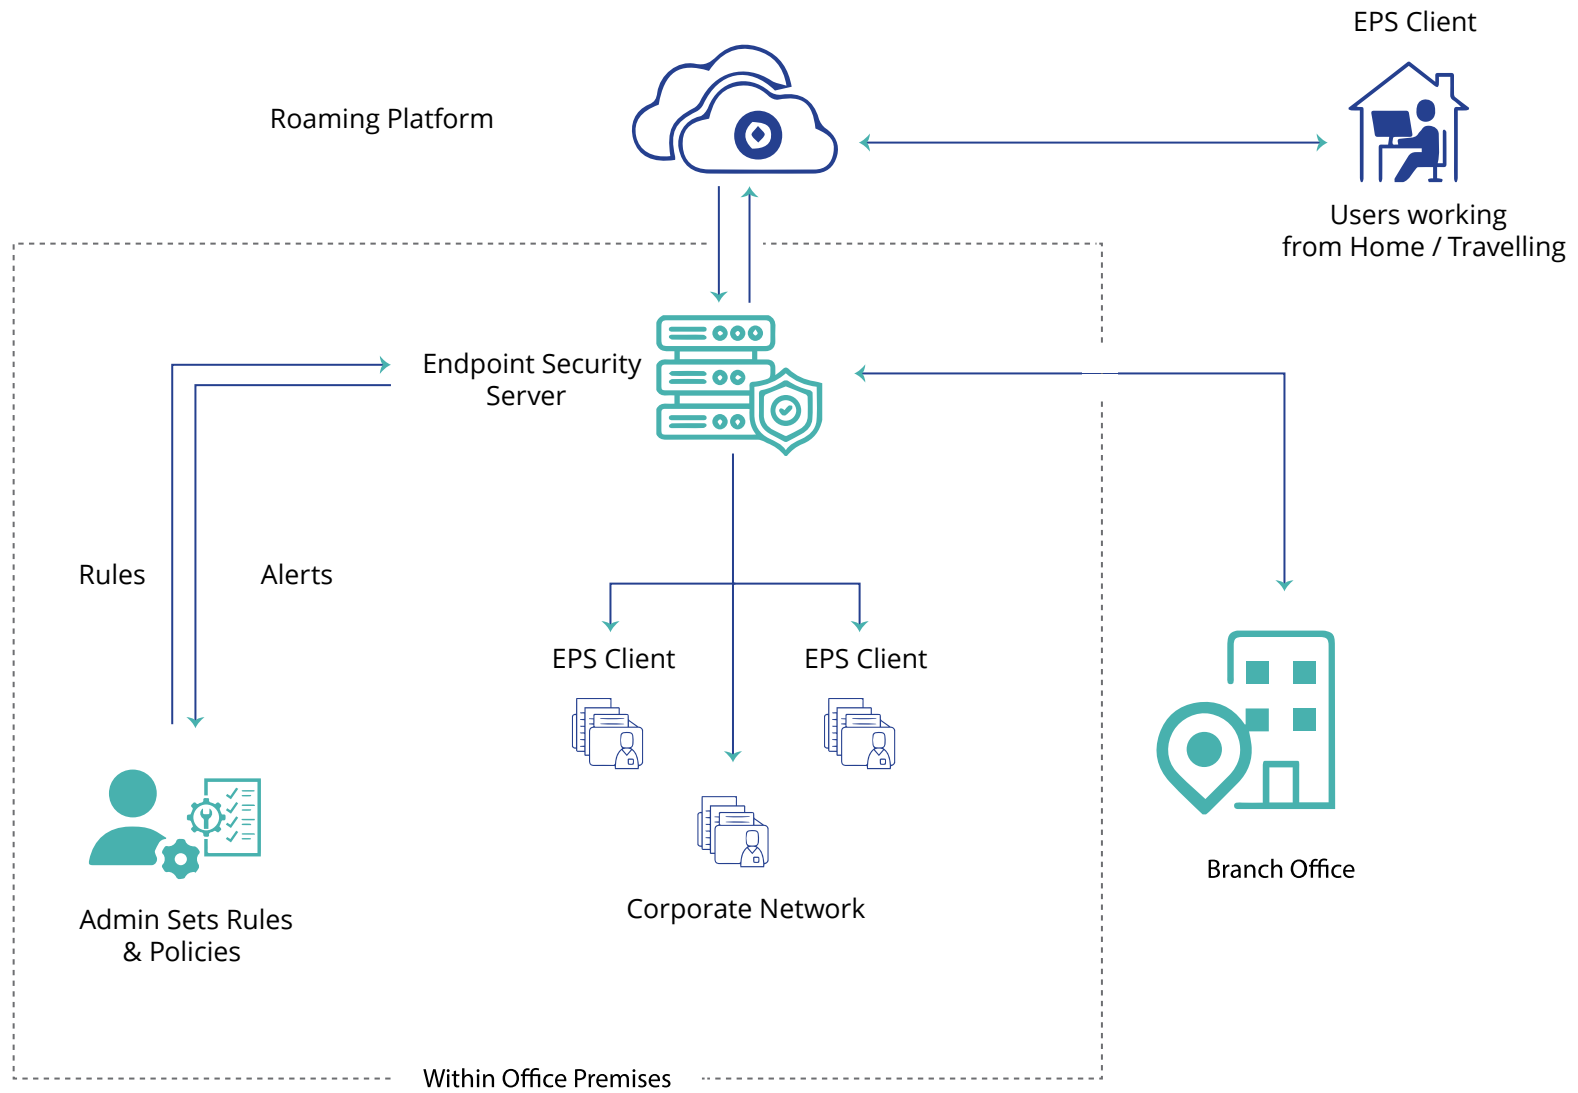 EPS Client
Roaming Platform
Users working
from Home / Travelling
Endpoint Security
Server
Rules
Alerts
EPS Client
EPS Client
Branch Office
Corporate Network
Admin Sets Rules
& Policies
Within Office Premises